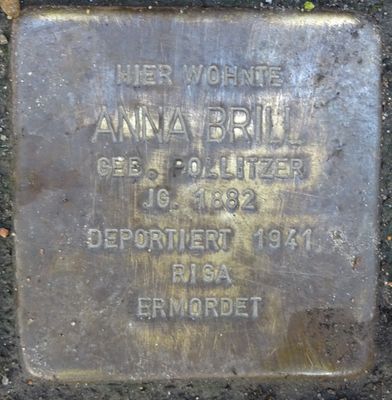 HIER WOHNTE
ANNA BRILL
GEB. POLLITZER
JG. 1882
DEPORTIERT 1941
RIGA
ERMORDET